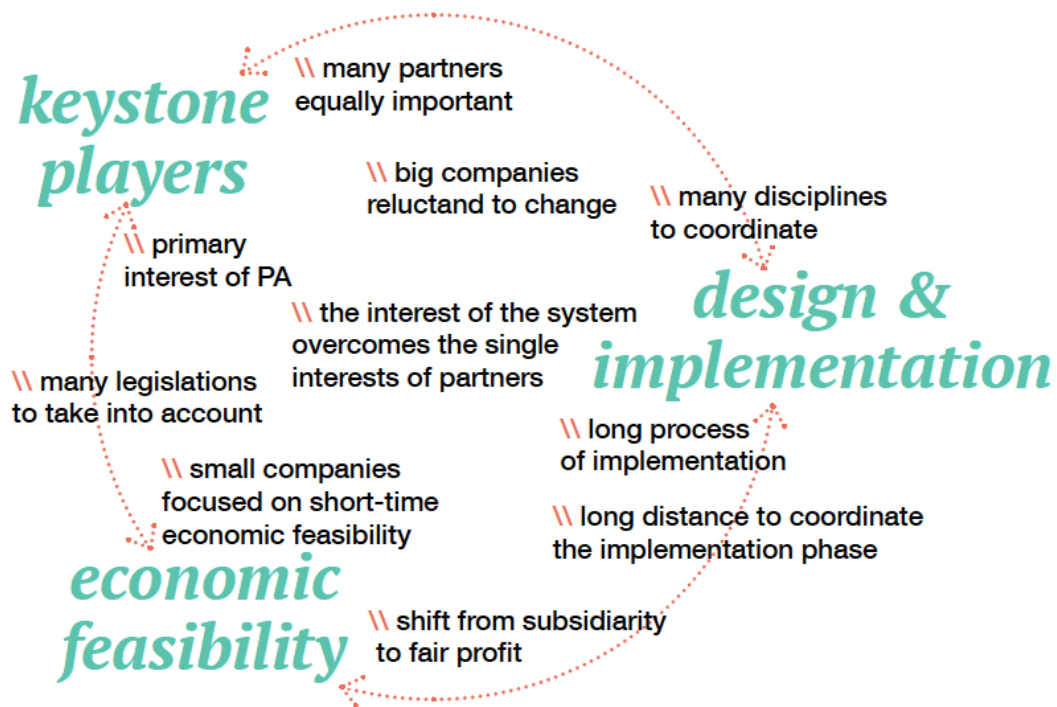 \\ many partners
equally important
keystone
players
\\ big companies
reluctand to change
\\ many disciplines
to coordinate
\\ primary
interest of PA
design &
implementation
\\ the interest of the system
overcomes the single
interests of partners
\\ many legislations
to take into account
\\ long process
of implementation
\\ small companies
focused on short-time
economic feasibility
\\ long distance to coordinate
the implementation phase
economic
feasibility
\\ shift from subsidiarity
to fair profit